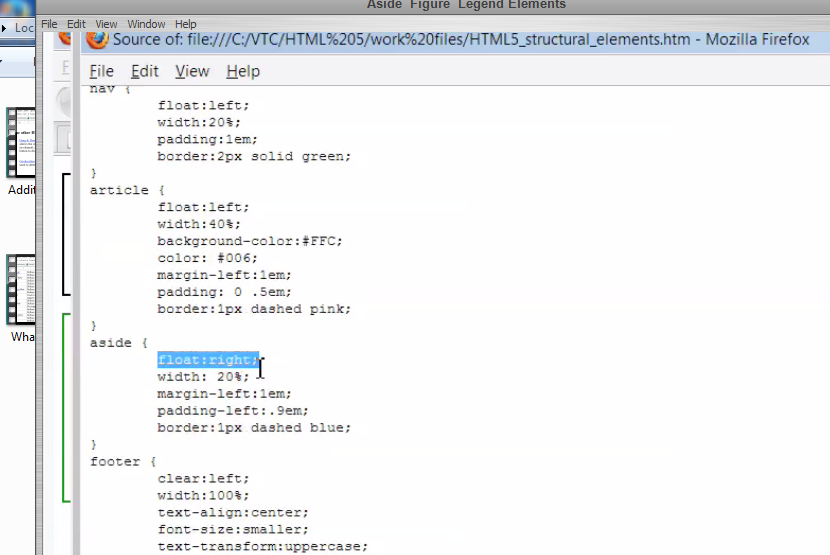 Aside Figure Legend Elements
File Edit View Window Help
Loc
Source of: file:///C:/VTC/HTML%205/work%20files/HTML5_structural_elements.htm - Mozilla Firefox
File Edit View Help
nav {
float:left;
width:20%;
padding:1em;
border:2px solid green;
}
article {
float:left;
width:40%;
background-color:#FFC;
color: #006;
margin-left:1em;
padding: 0 .5em;
border:1px dashed pink;
}
aside {
float:right;
width: 20%;
margin-left:1em;
padding-left:.9em;
border:1px dashed blue;
}
footer {
clear:left;
width:100%;
text-align:center;
font-size:smaller;
text-transform:uppercase;
Addit
Wha